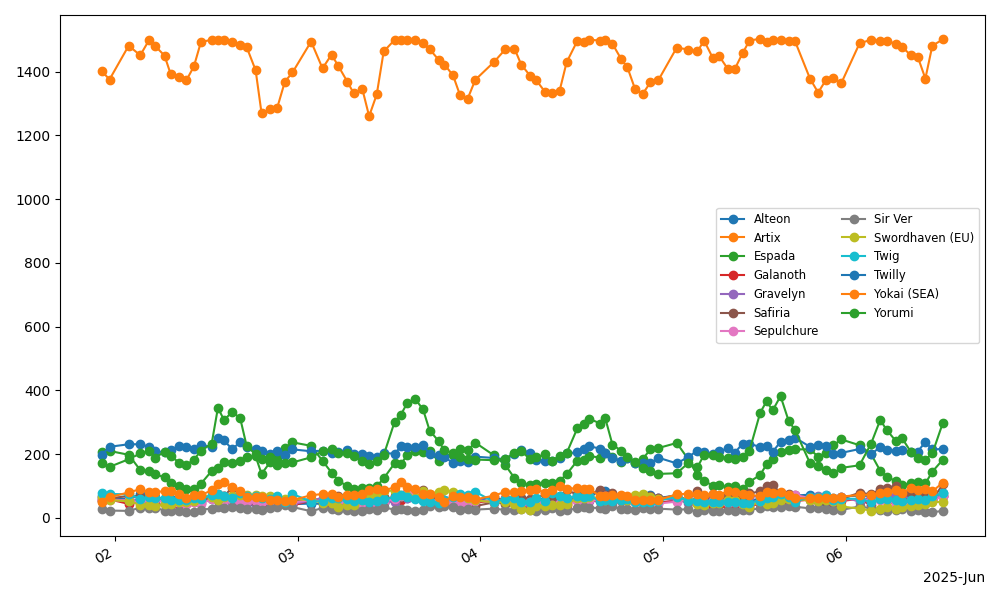 1400
1200
1000
800
600
400
200
0
Alteon
Artix
Espada
Galanoth
Gravelyn
Safiria
Sepulchure
Sir Ver
Swordhaven (EU)
Twig
Twilly
Yokai (SEA)
Yorumi
02
03
04
05
06
2025-Jun